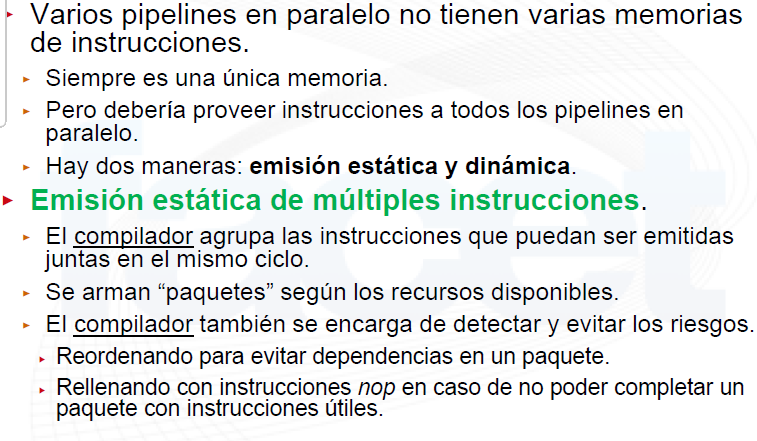 Varios pipelines en paralelo no tienen varias memorias
de instrucciones.
Siempre es una única memoria.
Pero debería proveer instrucciones a todos los pipelines en
paralelo.
Hay dos maneras: emisión estática y dinámica.
Emisión estática de múltiples instrucciones.
El compilador agrupa las instrucciones que puedan ser emitidas
juntas en el mismo ciclo.
Se arman “paquetes” según los recursos disponibles.
El compilador también se encarga de detectar y evitar los riesgos.
Reordenando para evitar dependencias en un paquete.
Rellenando con instrucciones nop en caso de no poder completar un
paquete con instrucciones útiles.